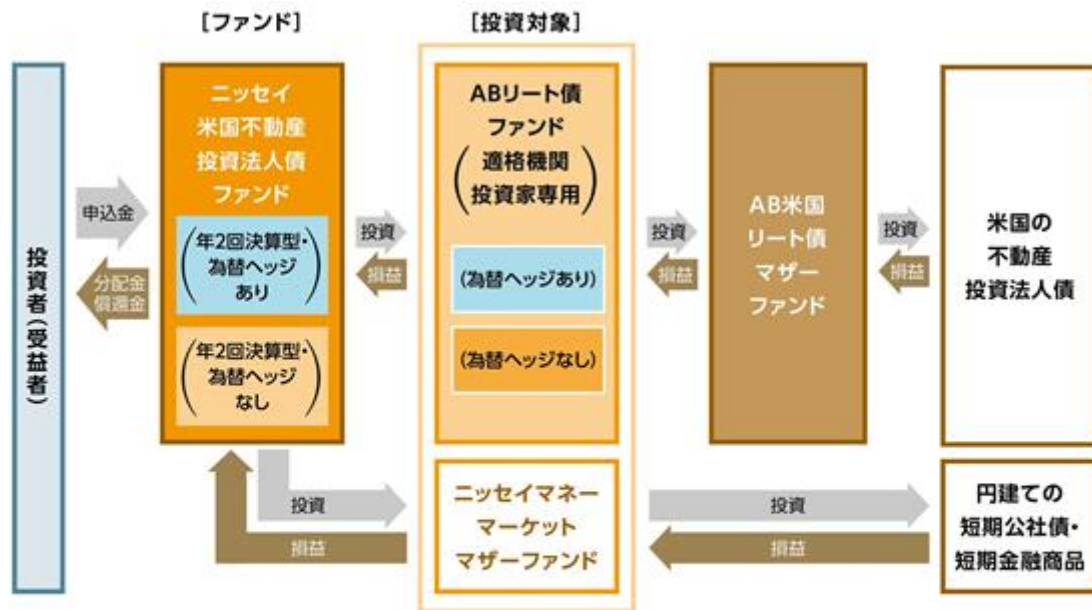 ［ファンド］
［投資対象］
投資者（受益者）
申込金
分配金
償還金
ニッセイ
米国不動産
投資法人債
ファンド
（年2回決算型・
為替ヘッジ
あり）
（年2回決算型・
為替ヘッジ
なし）
投資
損益
ABリート債
ファンド
（適格機関
投資家専用）
（為替ヘッジあり）
（為替ヘッジなし）
投資
損益
AB米国
リート債
マザー
ファンド
投資
損益
米国の
不動産
投資法人債
投資
損益
ニッセイマネー
マーケット
マザーファンド
投資
損益
円建ての
短期公社債・
短期金融商品